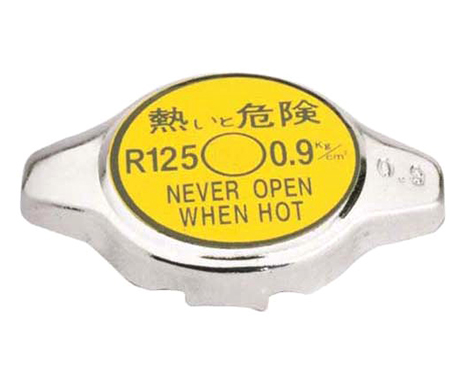 熱いと危険
R125 0.9 Kg/cm²
NEVER OPEN
WHEN HOT
0.9